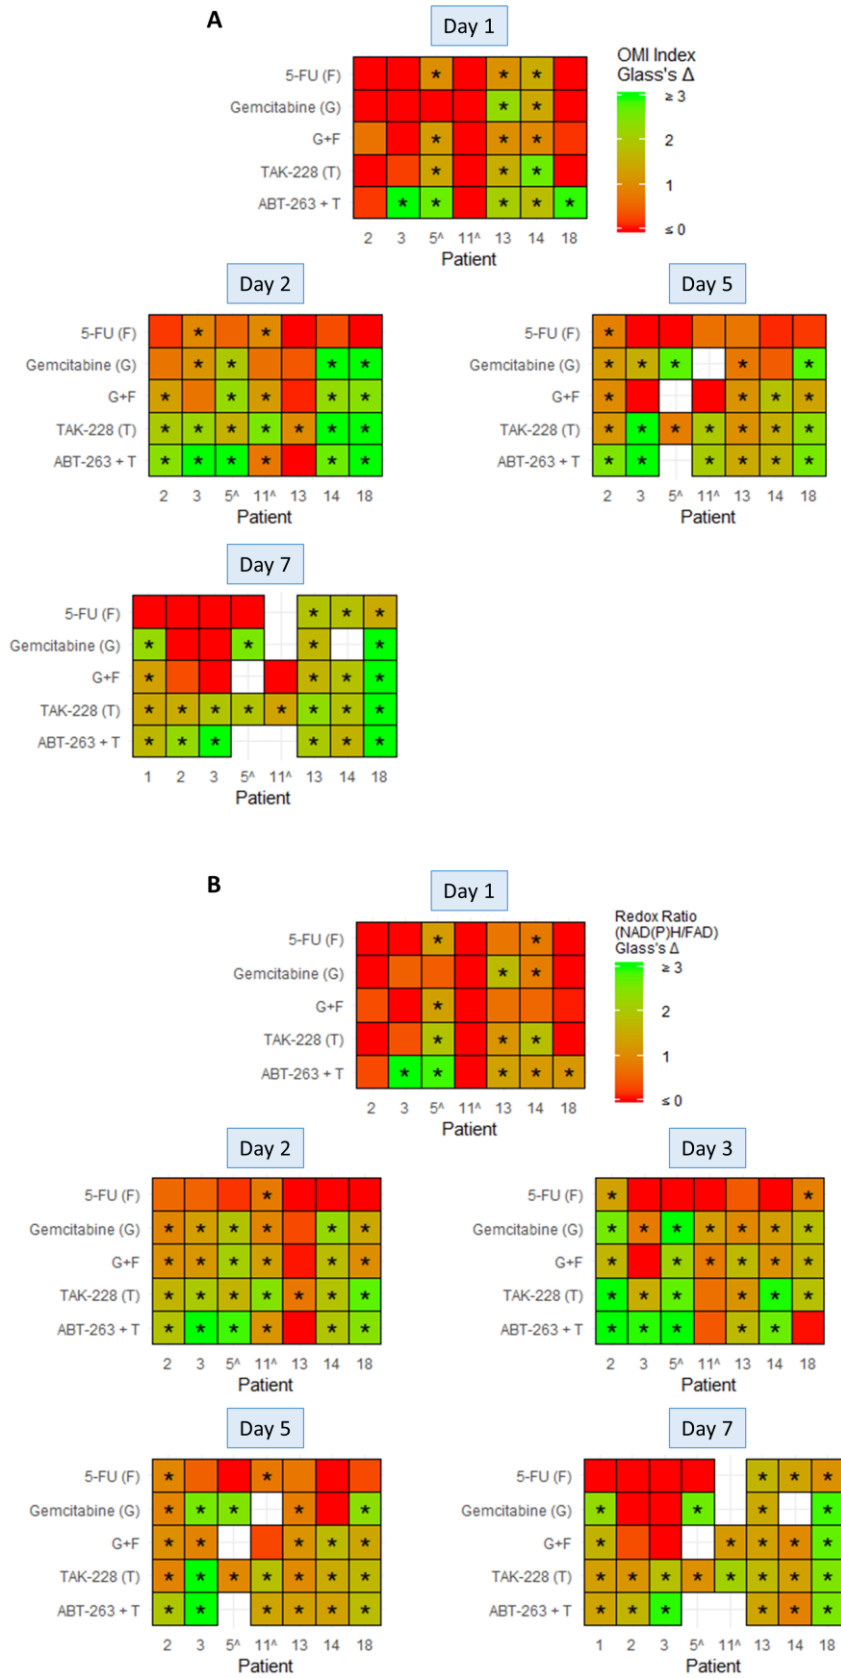 A
Day 1
OMI Index
Glass's Δ
≥ 3
2
1
≤ 0
5-FU (F)
Gemcitabine (G)
G+F
TAK-228 (T)
ABT-263 + T
* * *
* *
* * *
* * *
* * * * *
2 3 5^ 11^ 13 14 18
Patient
Day 2
5-FU (F)
Gemcitabine (G)
G+F
TAK-228 (T)
ABT-263 + T
* *
* * * *
* * * * *
* * * * * * *
* * * * * *
2 3 5^ 11^ 13 14 18
Patient
Day 5
5-FU (F)
Gemcitabine (G)
G+F
TAK-228 (T)
ABT-263 + T
*
* * * * *
* * * *
* * * * * * *
* * * * * *
2 3 5^ 11^ 13 14 18
Patient
Day 7
5-FU (F)
Gemcitabine (G)
G+F
TAK-228 (T)
ABT-263 + T
* * *
* * * *
* * * *
* * * * * * * *
* * * * * *
1 2 3 5^ 11^ 13 14 18
Patient
B
Day 1
Redox Ratio
(NAD(P)H/FAD)
Glass's Δ
≥ 3
2
1
≤ 0
5-FU (F)
Gemcitabine (G)
G+F
TAK-228 (T)
ABT-263 + T
* *
* *
*
* * *
* * * * *
2 3 5^ 11^ 13 14 18
Patient
Day 2
5-FU (F)
Gemcitabine (G)
G+F
TAK-228 (T)
ABT-263 + T
*
* * * * * *
* * * * * *
* * * * * * *
* * * * * *
2 3 5^ 11^ 13 14 18
Patient
Day 3
5-FU (F)
Gemcitabine (G)
G+F
TAK-228 (T)
ABT-263 + T
* *
* * * * * * *
* * * * * *
* * * * * *
* * * * *
2 3 5^ 11^ 13 14 18
Patient
Day 5
5-FU (F)
Gemcitabine (G)
G+F
TAK-228 (T)
ABT-263 + T
* *
* * * * *
* * * * *
* * * * * * *
* * * * * *
2 3 5^ 11^ 13 14 18
Patient
Day 7
5-FU (F)
Gemcitabine (G)
G+F
TAK-228 (T)
ABT-263 + T
* * *
* * * *
* * * * *
* * * * * * * *
* * * * * *
1 2 3 5^ 11^ 13 14 18
Patient